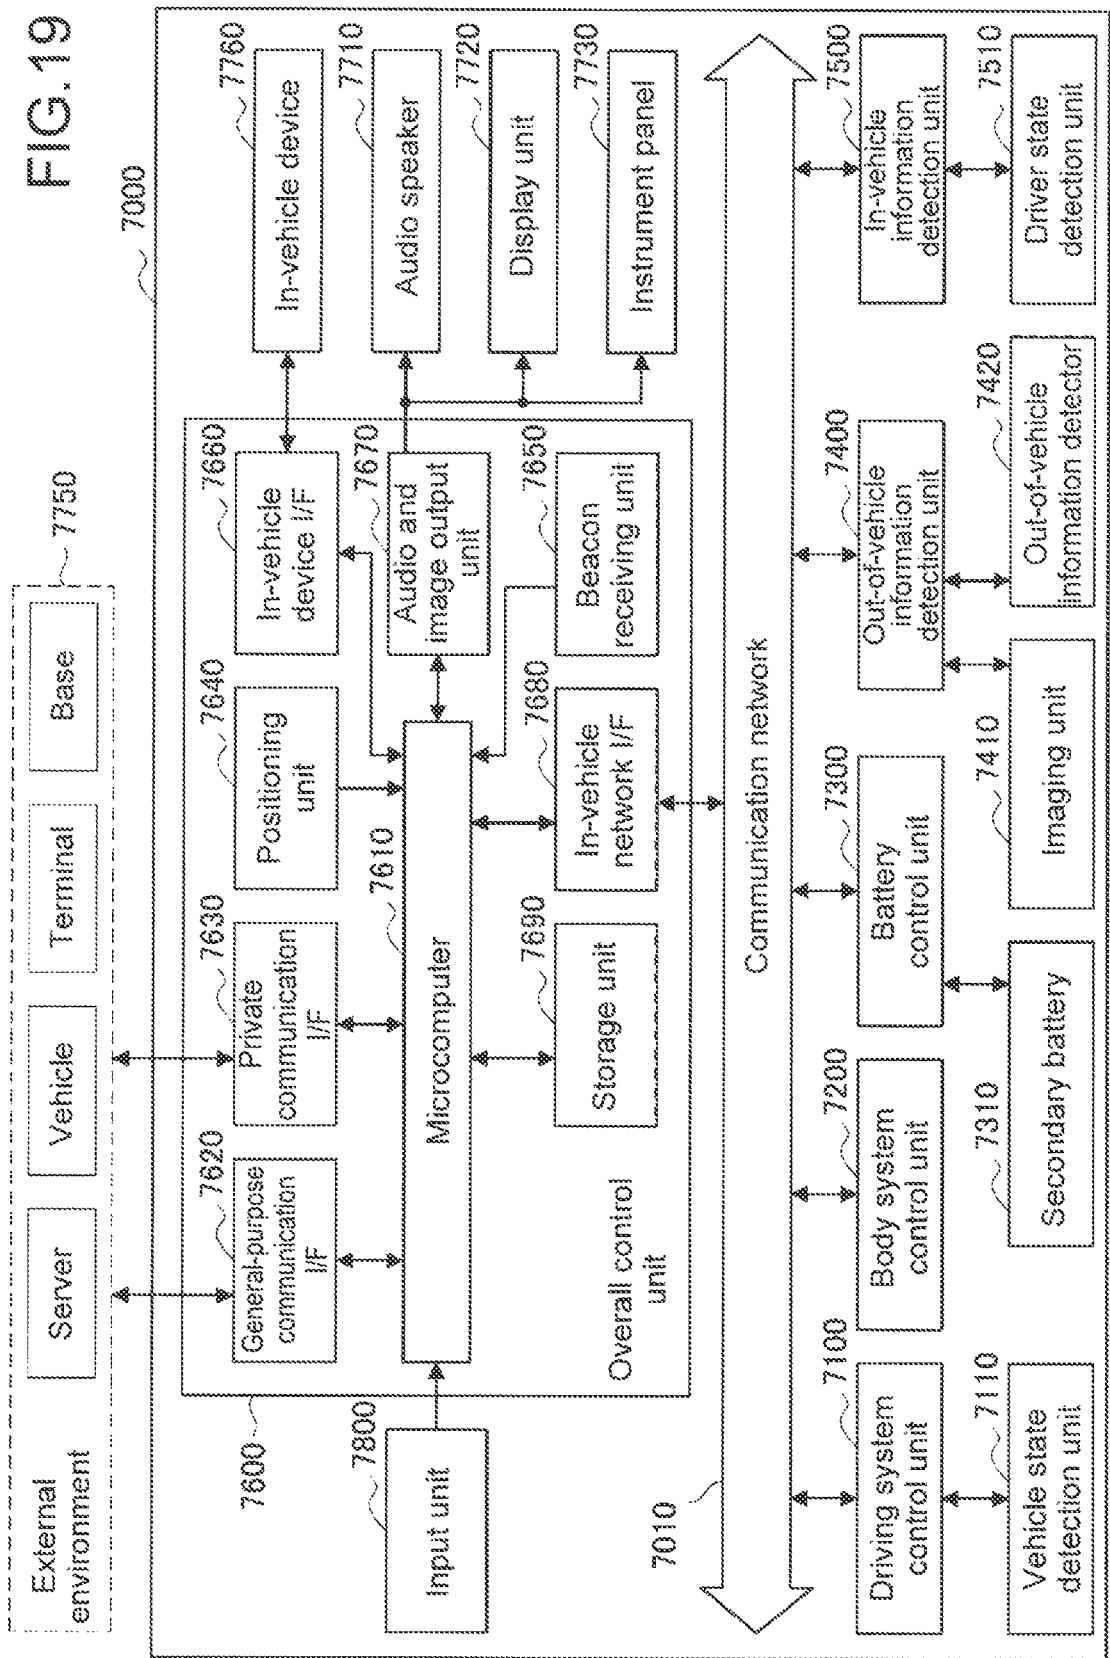 FIG.19
7000
7750
External
environment
Server
Vehicle
Terminal
Base
7600
7620
General-purpose
communication
I/F
7630
Private
communication
I/F
7640
Positioning
unit
7660
In-vehicle
device I/F
7760
In-vehicle device
7800
Input unit
7610
Microcomputer
7670
Audio and
image output
unit
7710
Audio speaker
7720
Display unit
7730
Instrument panel
Overall control
unit
7690
Storage unit
7680
In-vehicle
network I/F
7650
Beacon
receiving unit
7010
Communication network
7100
Driving system
control unit
7200
Body system
control unit
7300
Battery
control unit
7400
Out-of-vehicle
information
detection unit
7500
In-vehicle
information
detection unit
7110
Vehicle state
detection unit
7310
Secondary battery
7410
Imaging unit
7420
Out-of-vehicle
information detector
7510
Driver state
detection unit